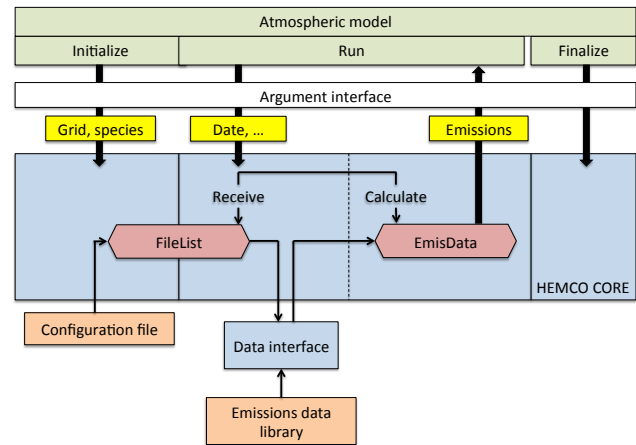 Atmospheric model
Initialize
Run
Finalize
Argument interface
Grid, species
Date, ...
Emissions
Receive
Calculate
FileList
EmisData
HEMCO CORE
Configuration file
Data interface
Emissions data
library